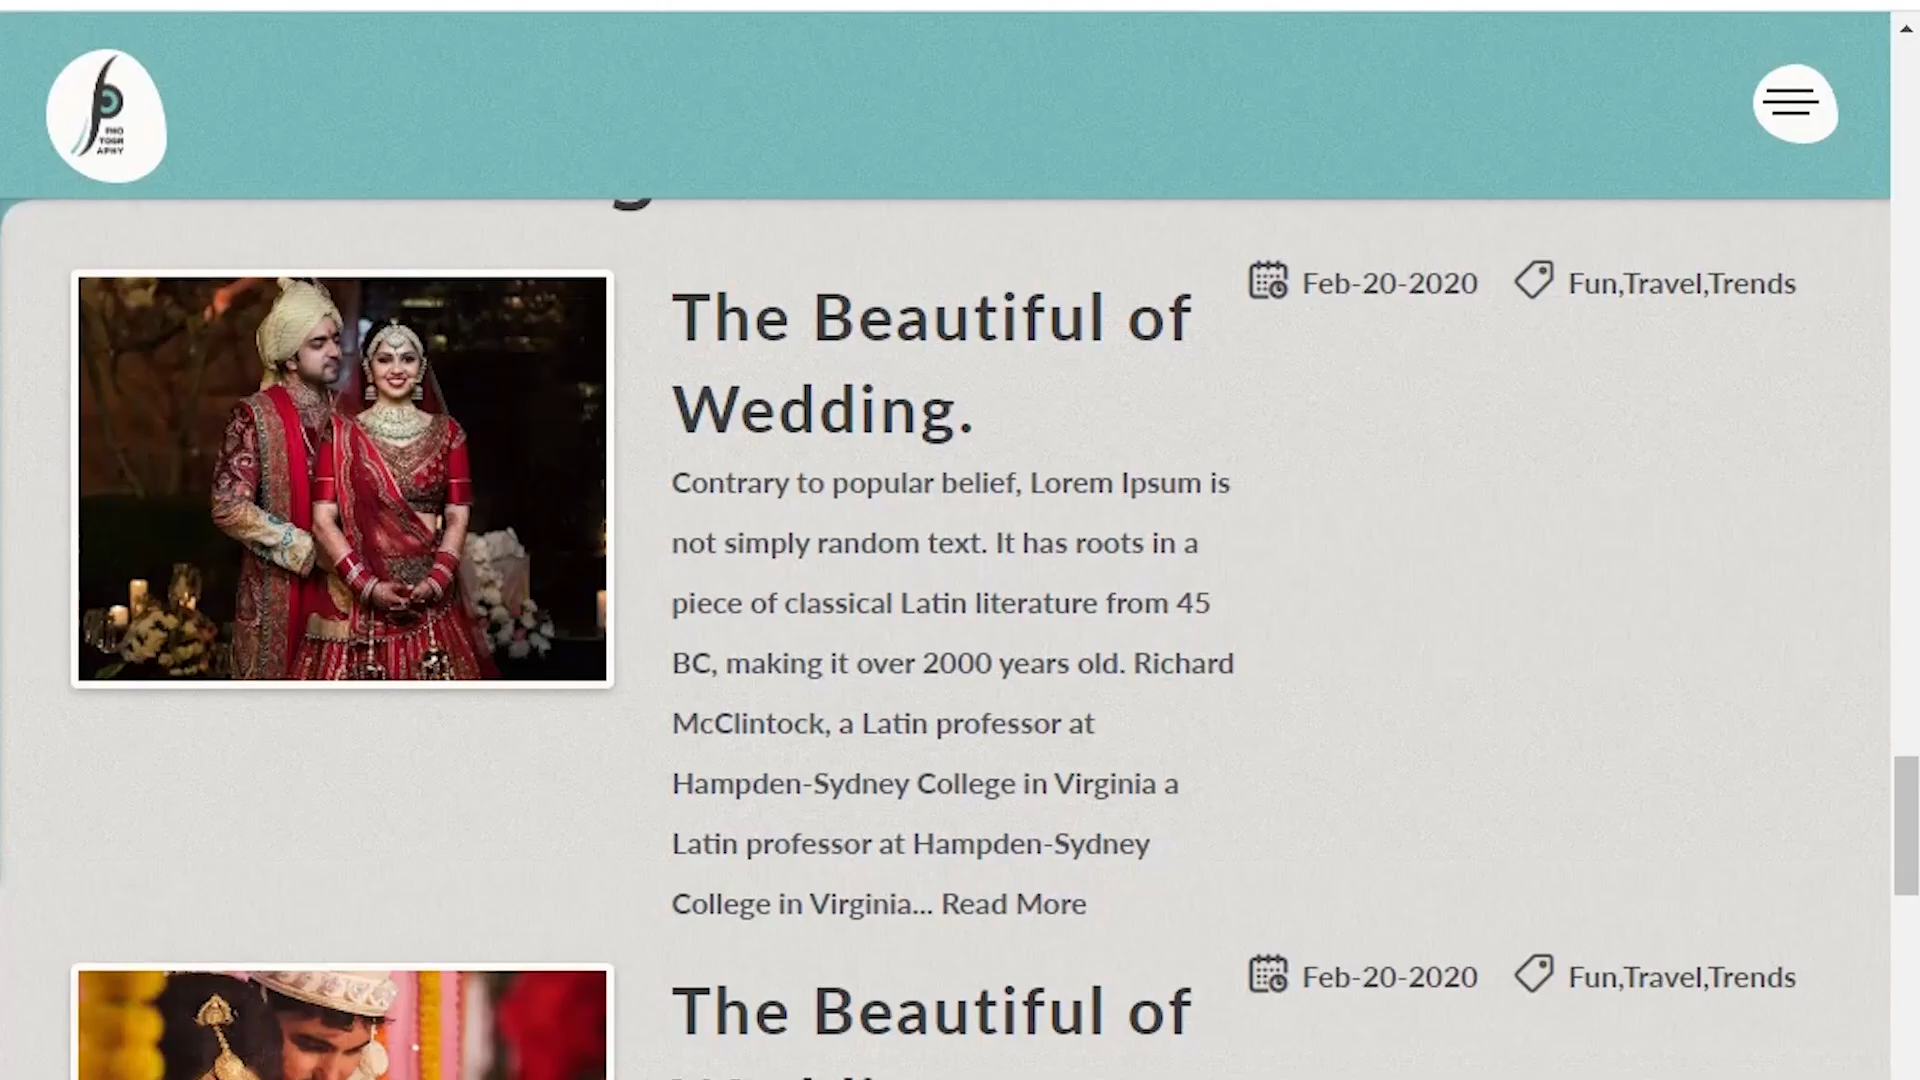 PHO
TOGR
APHY
The Beautiful of
Wedding.
Feb-20-2020
Fun,Travel,Trends
Contrary to popular belief, Lorem Ipsum is
not simply random text. It has roots in a
piece of classical Latin literature from 45
BC, making it over 2000 years old. Richard
McClintock, a Latin professor at
Hampden-Sydney College in Virginia a
Latin professor at Hampden-Sydney
College in Virginia... Read More
The Beautiful of
Feb-20-2020
Fun,Travel,Trends